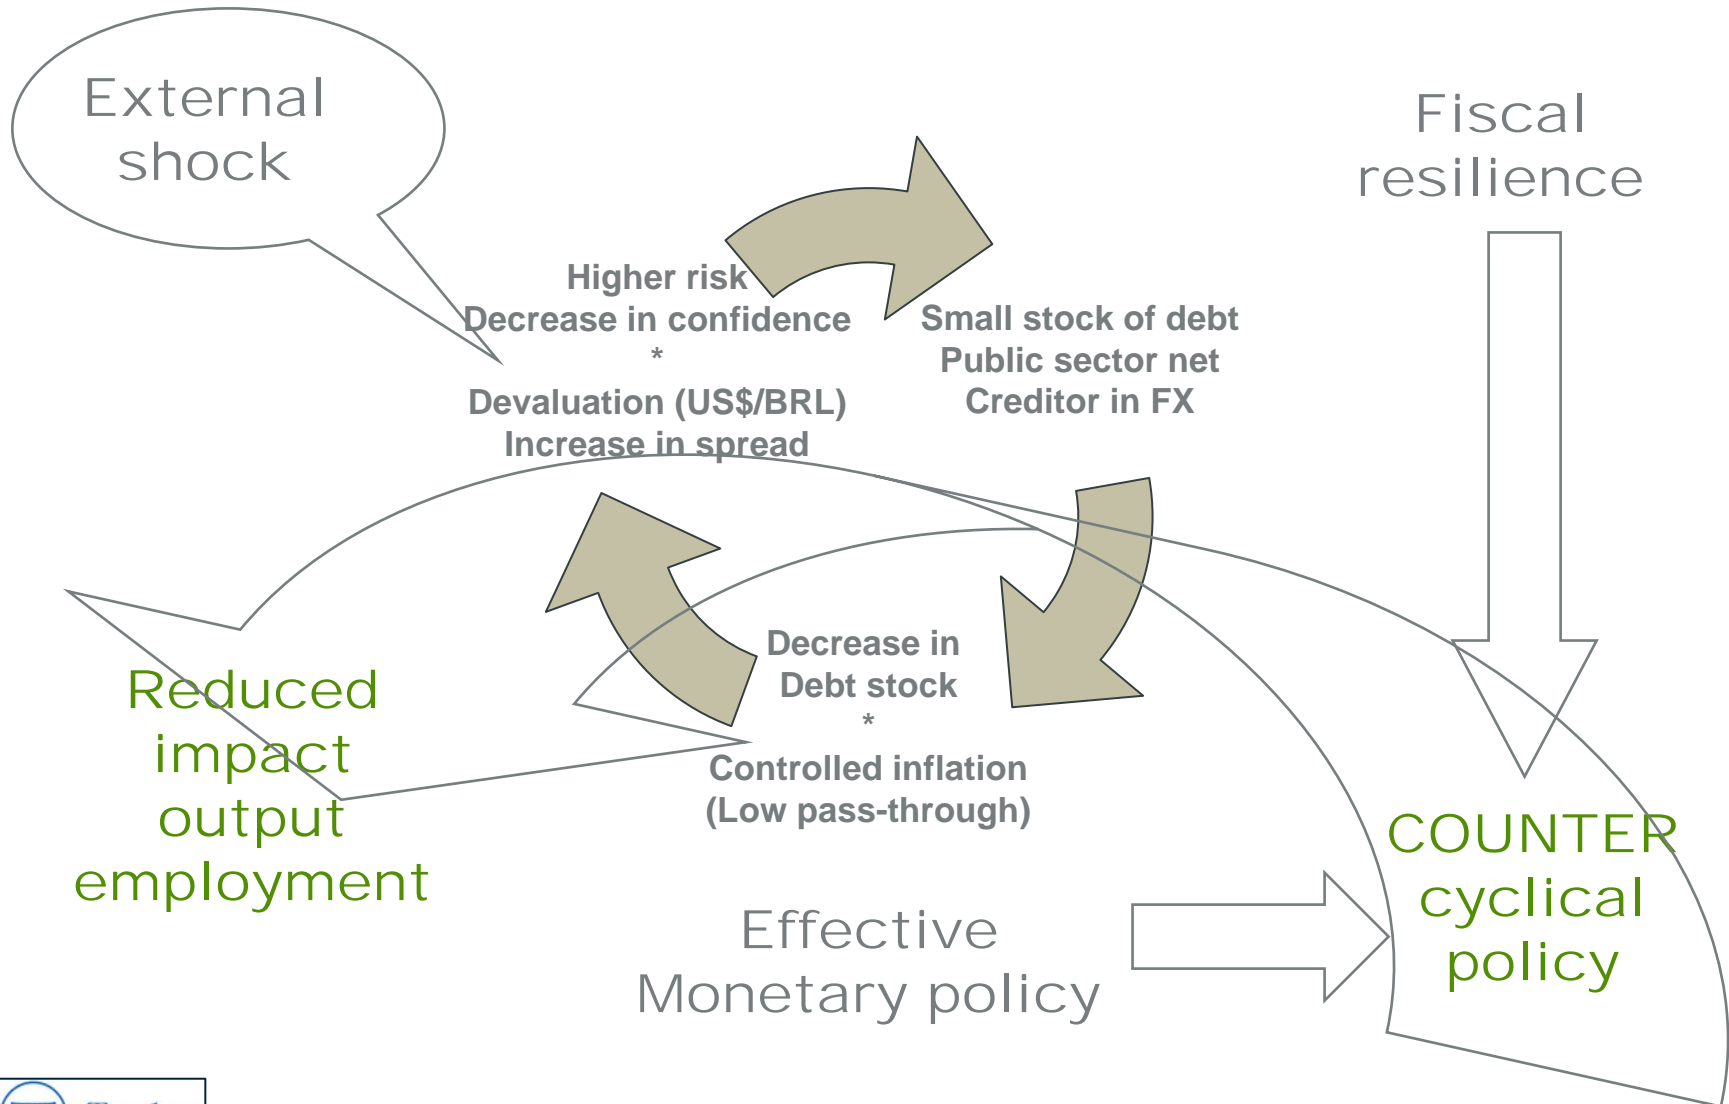 External
shock
Fiscal
resilience
Higher risk
Decrease in confidence
*
Devaluation (US$/BRL)
Increase in spread
Small stock of debt
Public sector net
Creditor in FX
Decrease in
Debt stock
*
Controlled inflation
(Low pass-through)
Reduced
impact
output
employment
COUNTER
cyclical
policy
Effective
Monetary policy